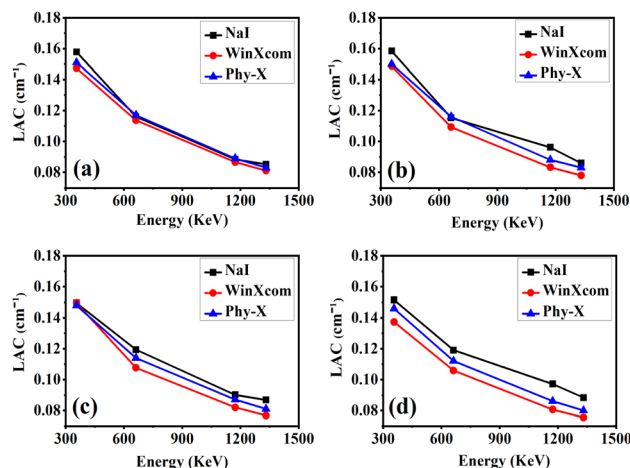 0.18
0.16
0.14
0.12
0.10
0.08
LAC (cm⁻¹)
NaI
WinXcom
Phy-X
(a)
300 600 900 1200 1500
Energy (KeV)
0.18
0.16
0.14
0.12
0.10
0.08
LAC (cm⁻¹)
NaI
WinXcom
Phy-X
(b)
300 600 900 1200 1500
Energy (KeV)
0.18
0.16
0.14
0.12
0.10
0.08
LAC (cm⁻¹)
NaI
WinXcom
Phy-X
(c)
300 600 900 1200 1500
Energy (KeV)
0.18
0.16
0.14
0.12
0.10
0.08
LAC (cm⁻¹)
NaI
WinXcom
Phy-X
(d)
300 600 900 1200 1500
Energy (KeV)